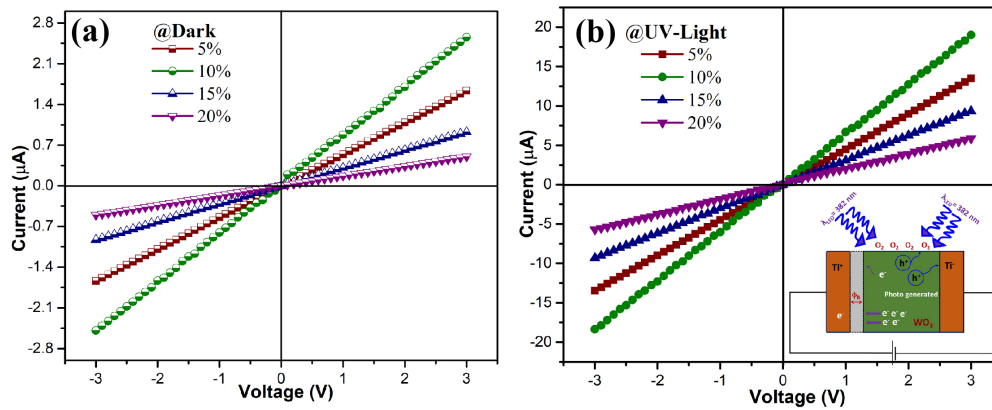 (a)
@Dark
5%
10%
15%
20%
2.8
2.1
1.4
0.7
0.0
-0.7
-1.4
-2.1
-2.8
Current (μA)
-3 -2 -1 0 1 2 3
Voltage (V)
(b)
@UV-Light
5%
10%
15%
20%
25
20
15
10
5
0
-5
-10
-15
-20
Current (μA)
-3 -2 -1 0 1 2 3
Voltage (V)
= 382 nm
= 382 nm
O₂ O₂ O₂ O₂
h⁺
h⁺
e⁻
Ti⁻
Photo generated
ϕB
e⁻
e⁻ e⁻ e⁻
e⁻ e⁻